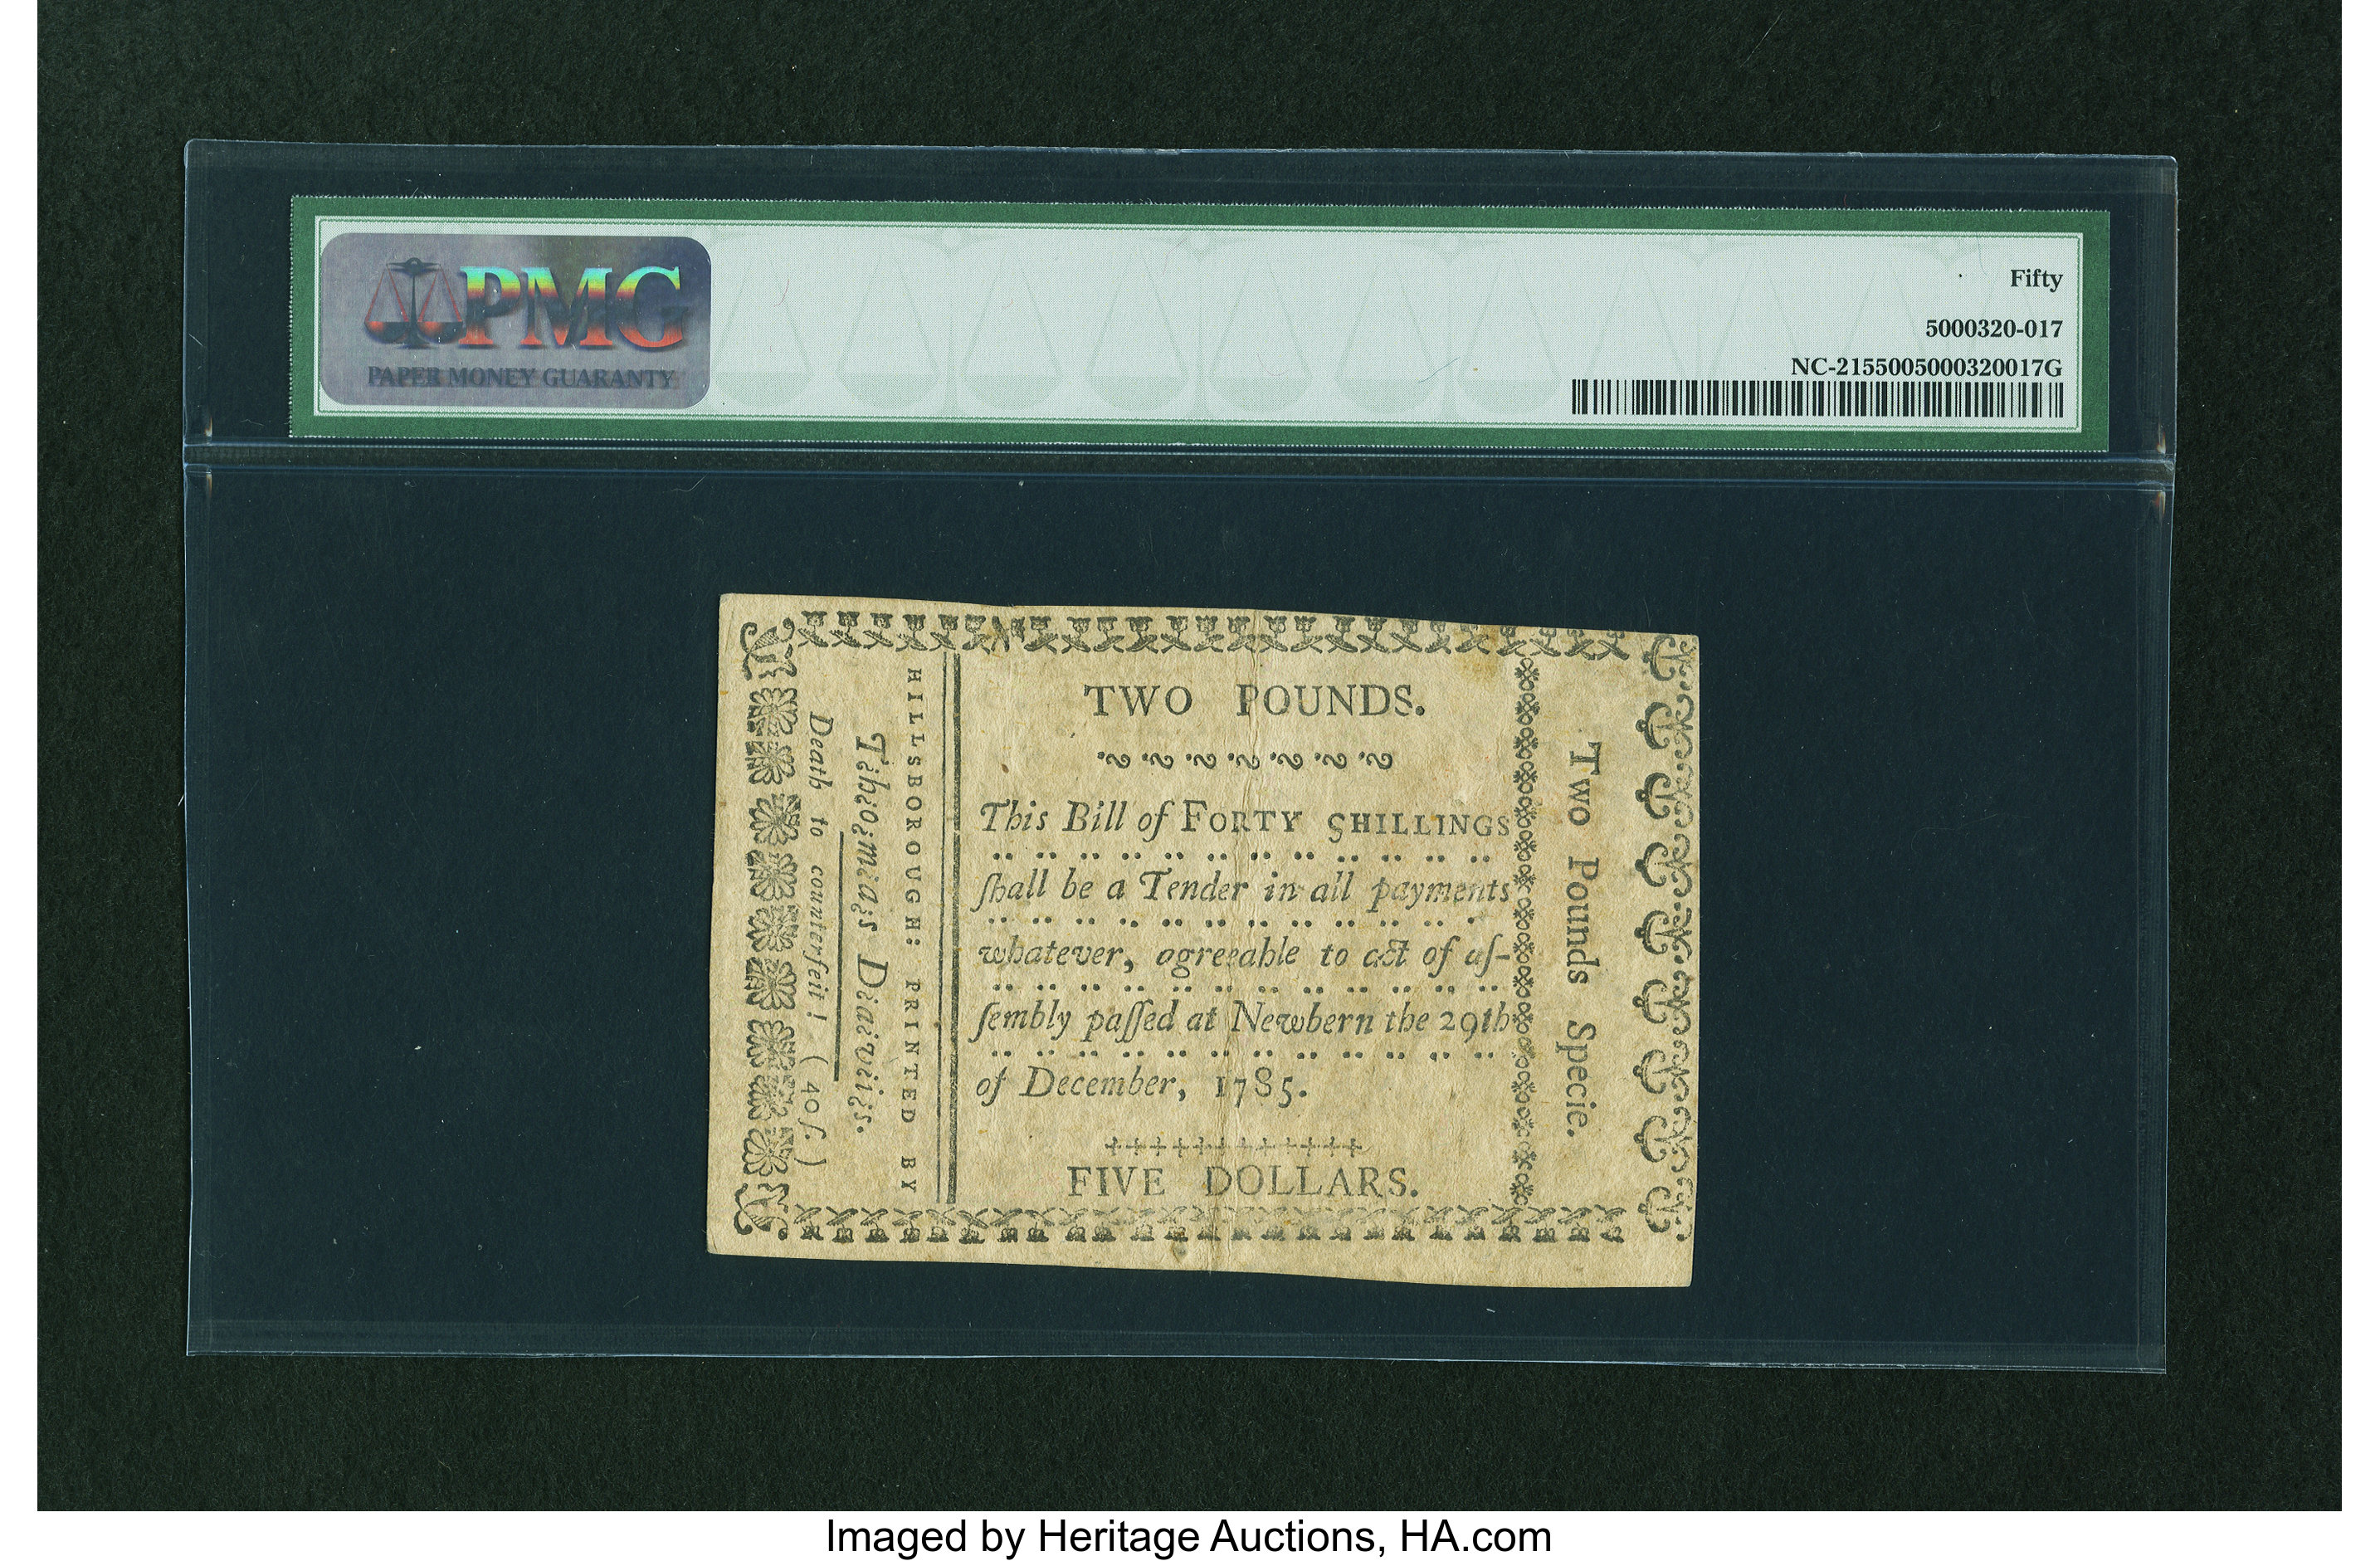 PMG
PAPER MONEY GUARANTY
Fifty
5000320-017
NC-2155005000320017G
TWO POUNDS.
This Bill of FORTY SHILLINGS
ſhall be a Tender in all payments
whatever, agreeable to act of aſ-
ſembly paſſed at Newbern the 29th
of December, 1785.
FIVE DOLLARS.
Two Pounds Specie.
HILLSBOROUGH: PRINTED BY
T:h:o:m:a:s D:a:v:i:s.
Death to counterfeit! (40ſ.)
Imaged by Heritage Auctions, HA.com